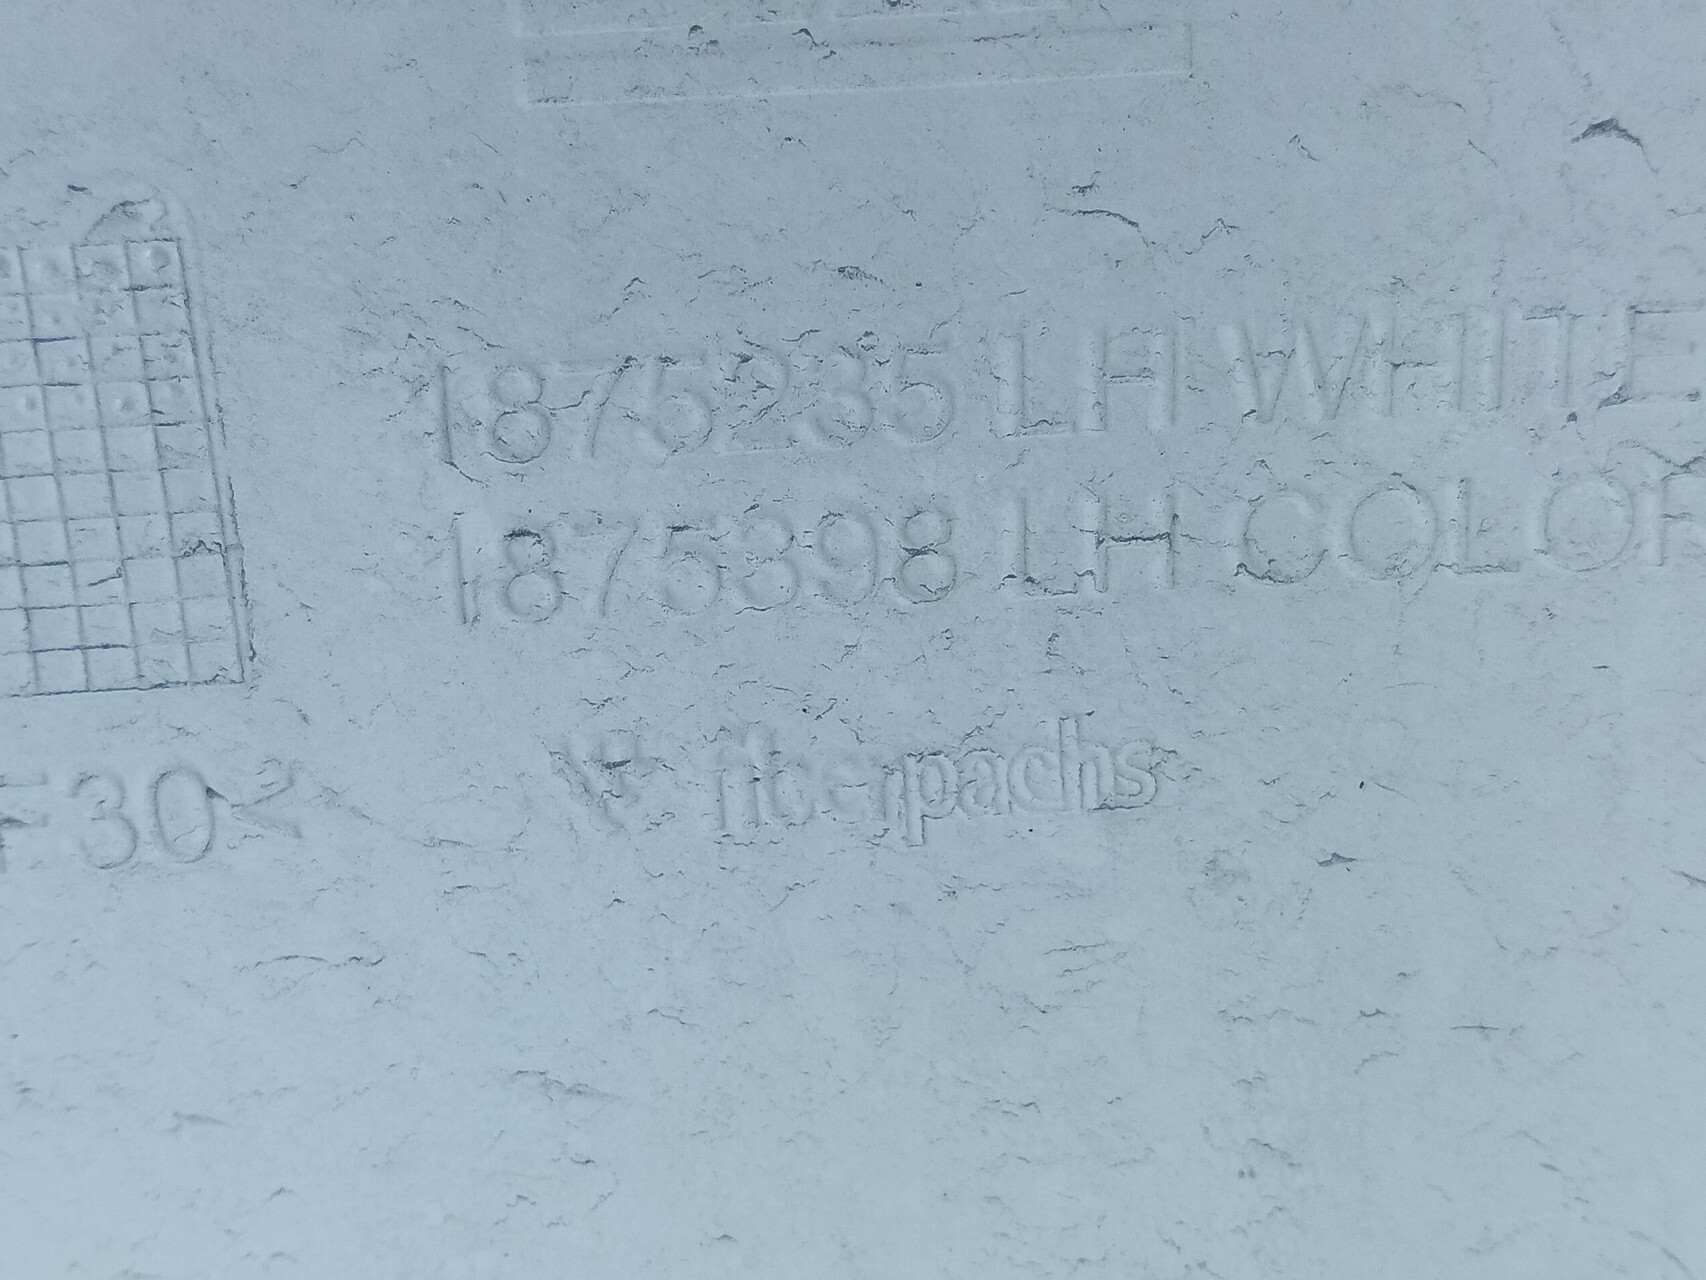 1875235 LH WHITE
1875398 LH COLOR
F30<
fiberpachs